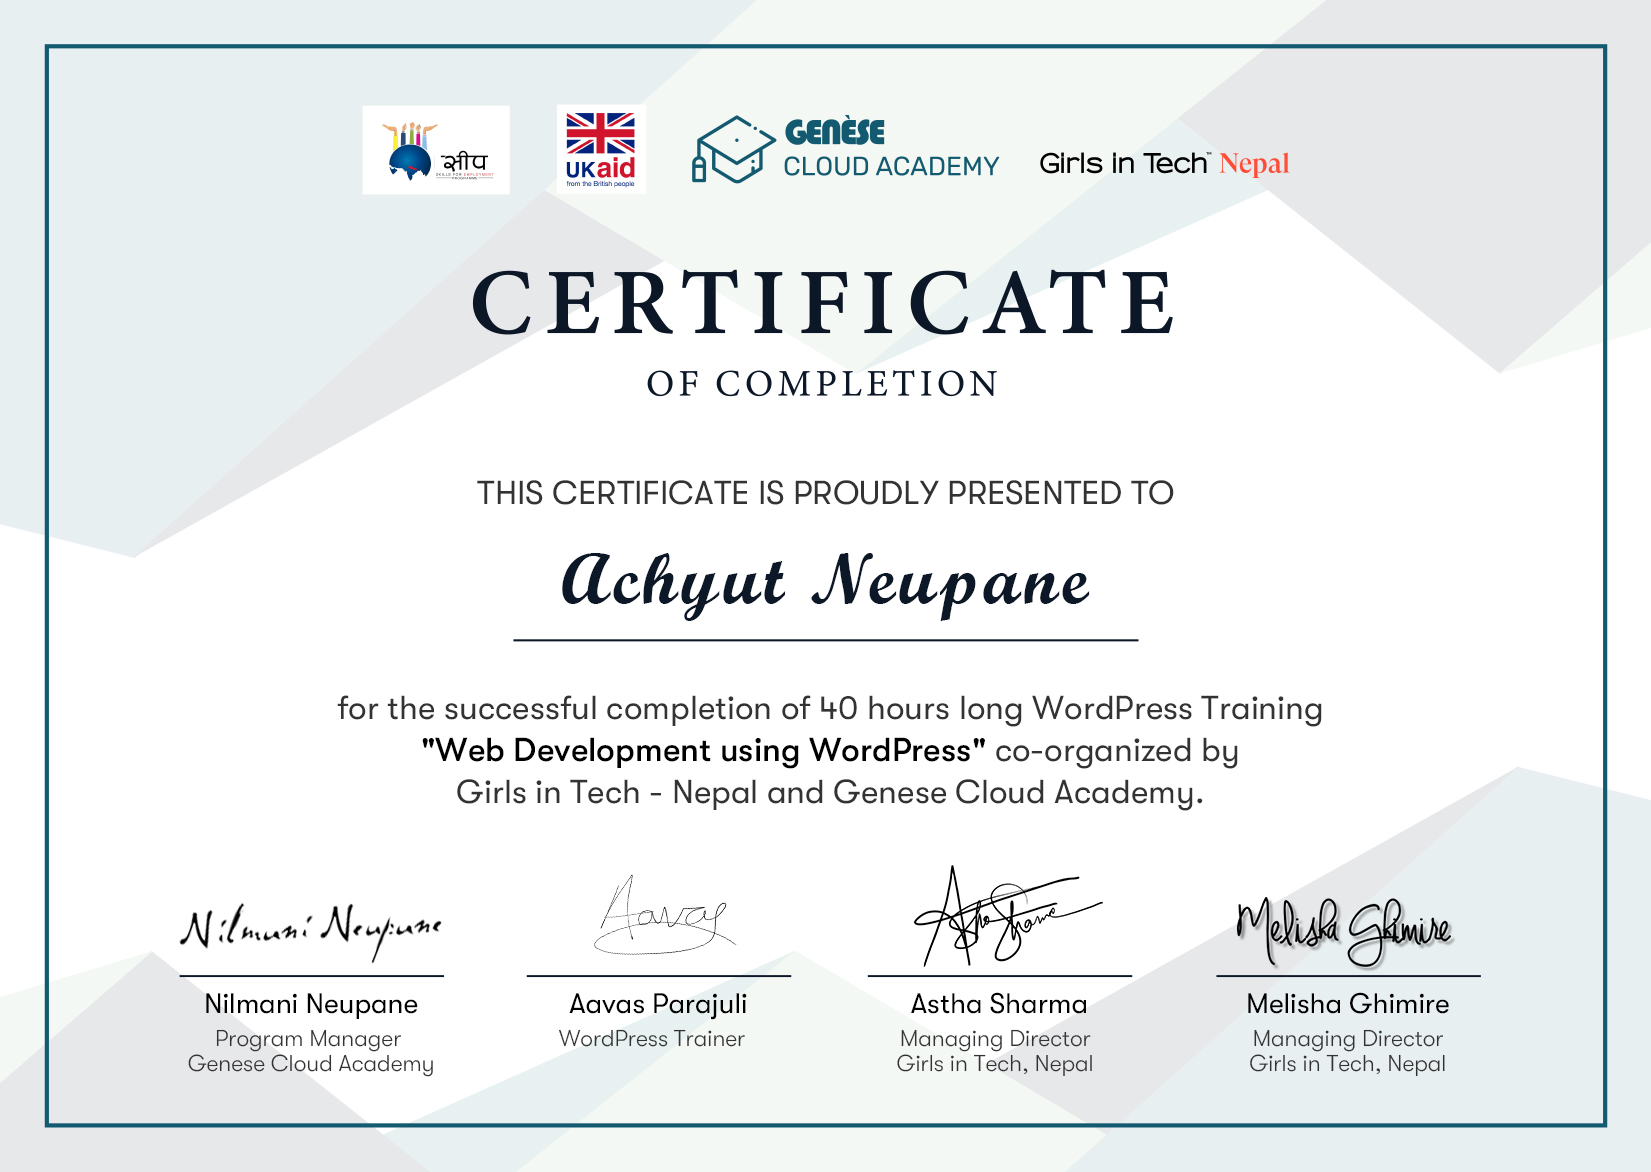 सीप
SKILLS FOR EMPLOYMENT
PROGRAMME
UKaid
from the British people
GENÈSE
CLOUD ACADEMY
Girls in Tech™ Nepal
CERTIFICATE
OF COMPLETION
THIS CERTIFICATE IS PROUDLY PRESENTED TO
Achyut Neupane
for the successful completion of 40 hours long WordPress Training
"Web Development using WordPress" co-organized by
Girls in Tech - Nepal and Genese Cloud Academy.
Nilmani Neupane
Aavas
Astha Sharma
Melisha Ghimire
Nilmani Neupane
Program Manager
Genese Cloud Academy
Aavas Parajuli
WordPress Trainer
Astha Sharma
Managing Director
Girls in Tech, Nepal
Melisha Ghimire
Managing Director
Girls in Tech, Nepal